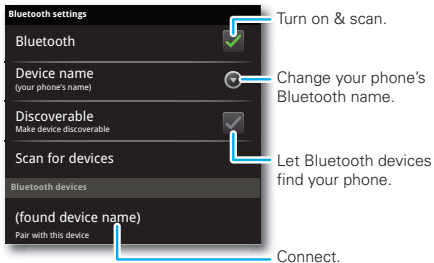 Bluetooth settings
Bluetooth
Device name
(your phone's name)
Discoverable
Make device discoverable
Scan for devices
Bluetooth devices
(found device name)
Pair with this device
Turn on & scan.
Change your phone's
Bluetooth name.
Let Bluetooth devices
find your phone.
Connect.